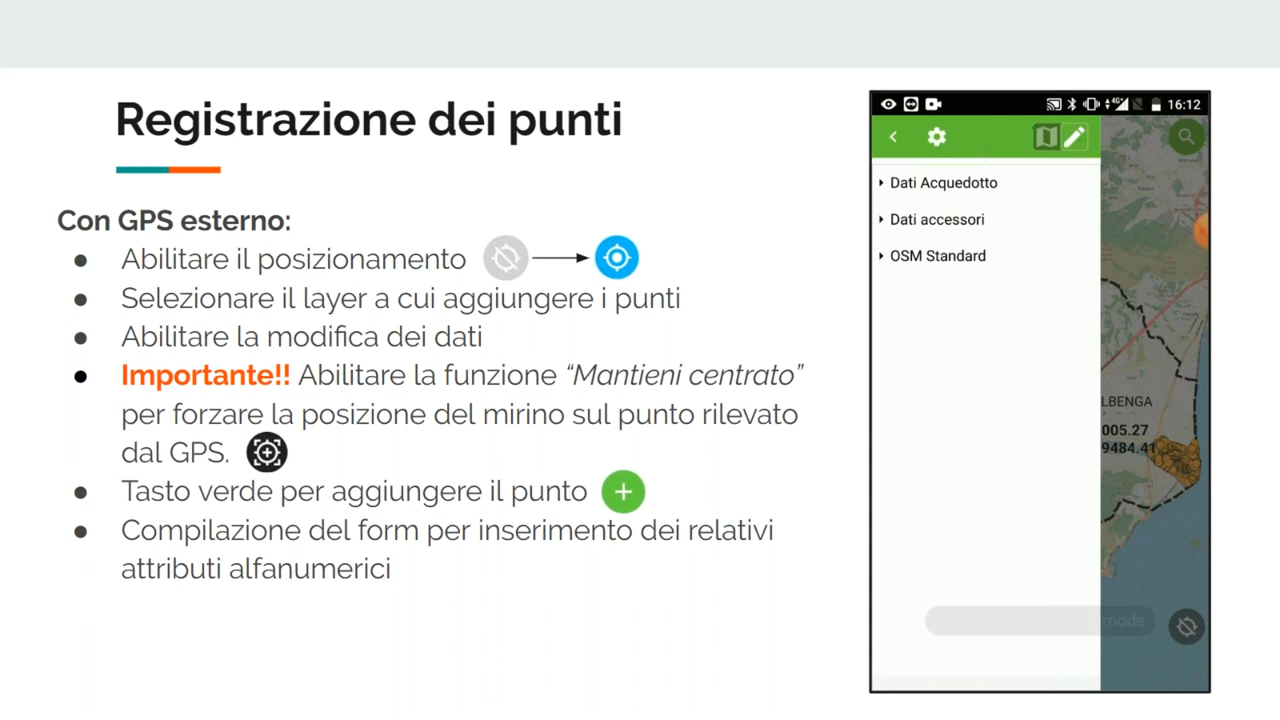 Registrazione dei punti
Con GPS esterno:
● Abilitare il posizionamento
● Selezionare il layer a cui aggiungere i punti
● Abilitare la modifica dei dati
● Importante!! Abilitare la funzione “Mantieni centrato”
per forzare la posizione del mirino sul punto rilevato
dal GPS.
● Tasto verde per aggiungere il punto
● Compilazione del form per inserimento dei relativi
attributi alfanumerici
4G+ 16:12
Dati Acquedotto
Dati accessori
OSM Standard
LBENGA
005.27
9484.41
mode